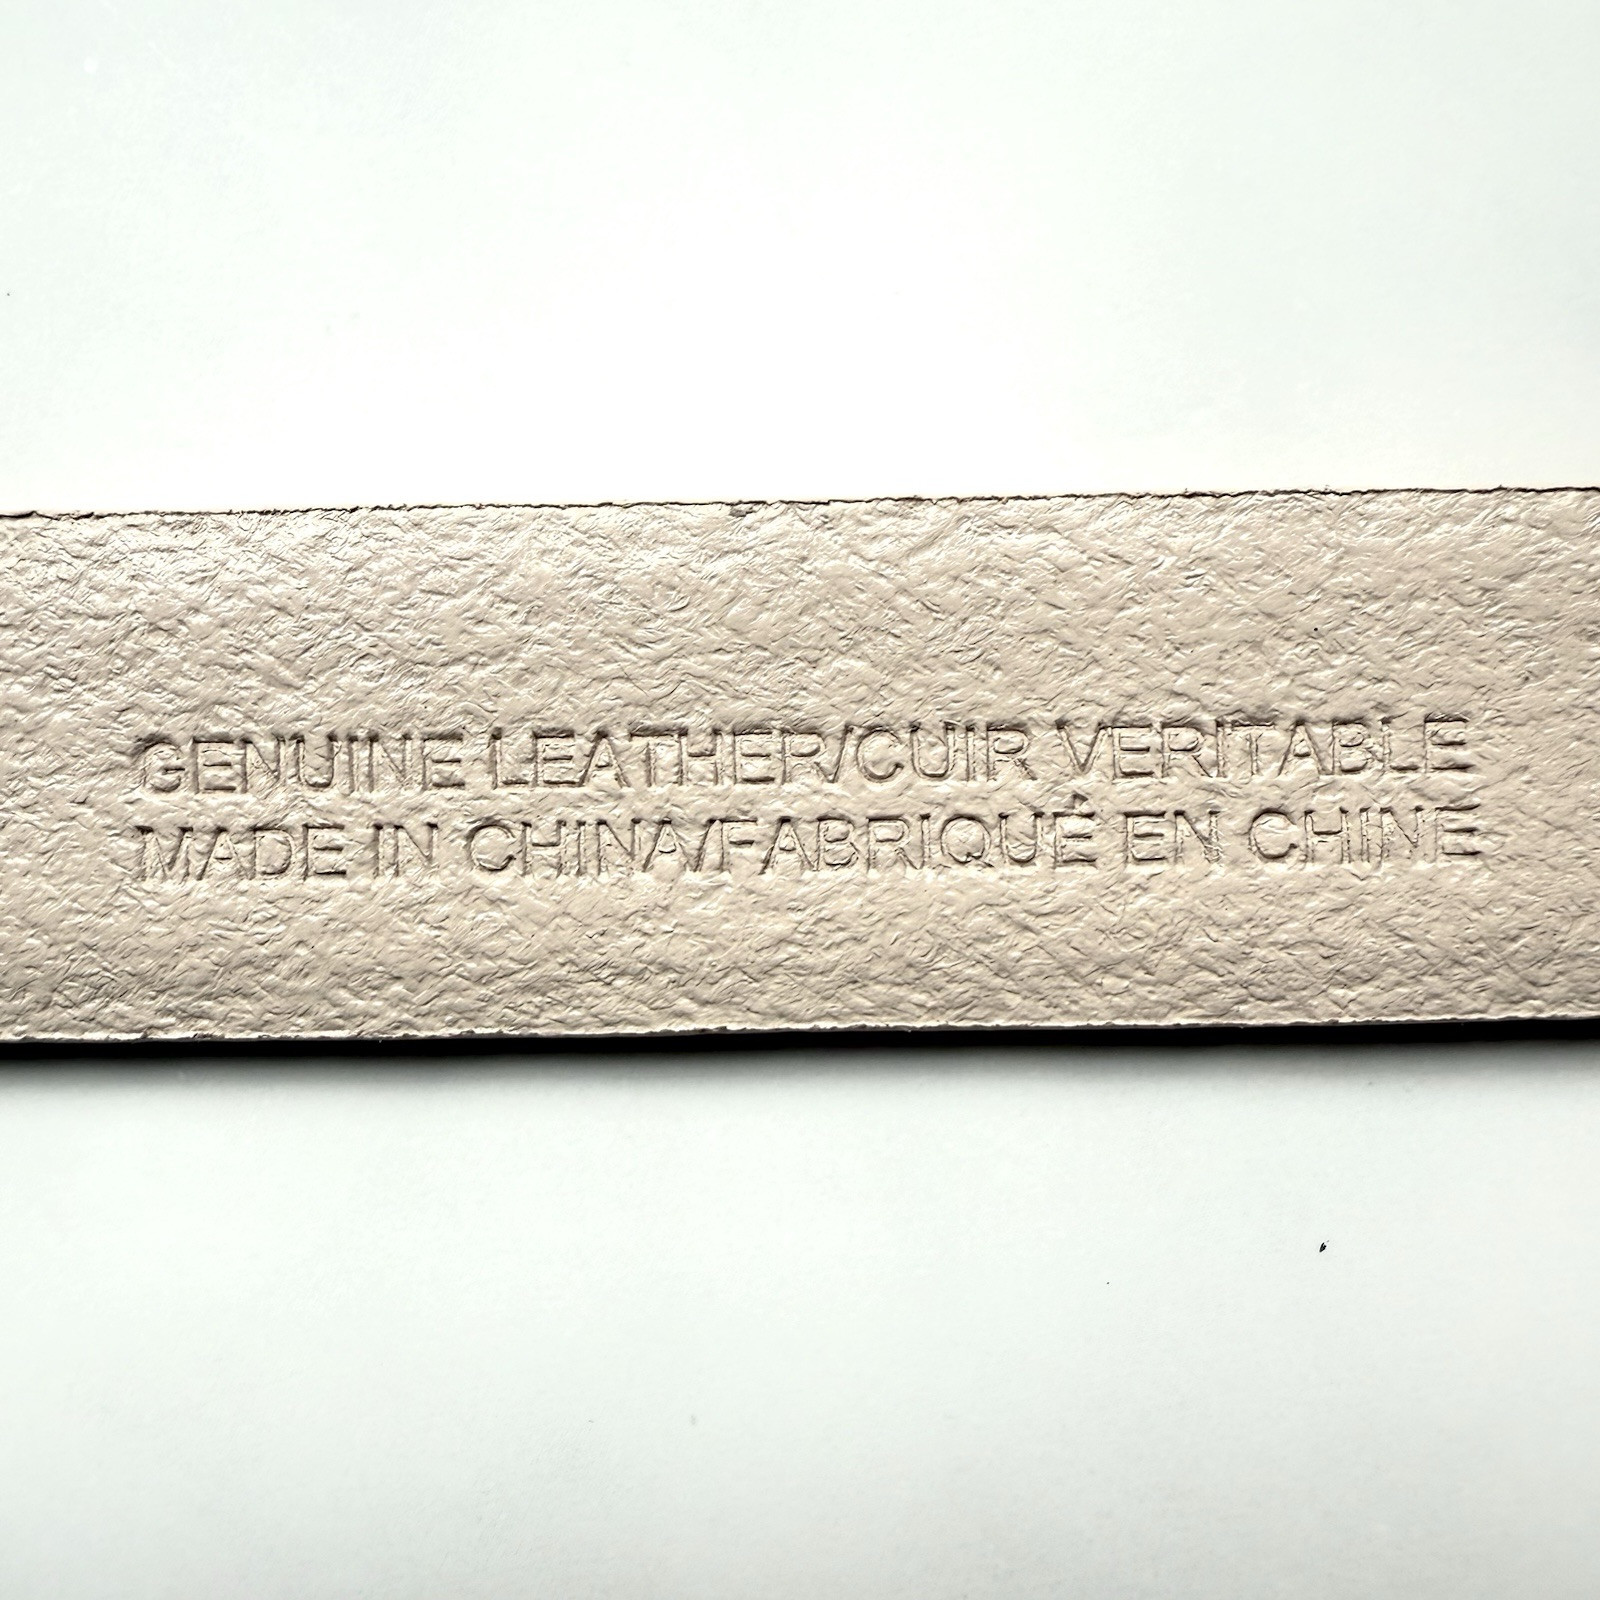 GENUINE LEATHER/CUIR VERITABLE
MADE IN CHINA/FABRIQUÉ EN CHINE